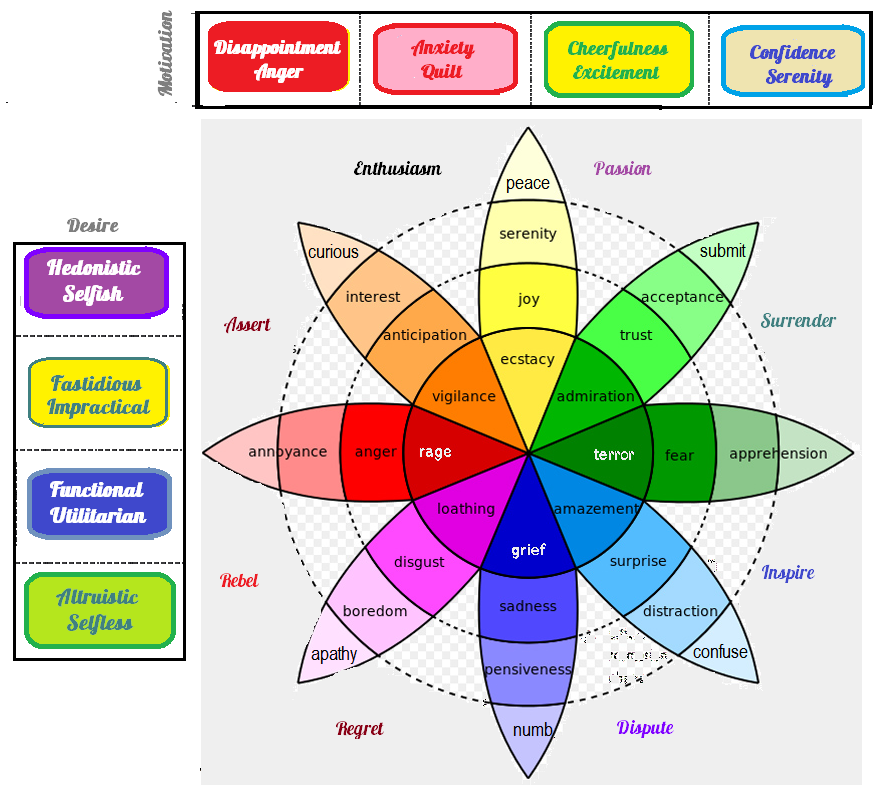 Motivation
Disappointment
Anger
Anxiety
Quilt
Cheerfulness
Excitement
Confidence
Serenity
Desire
Hedonistic
Selfish
Fastidious
Impractical
Functional
Utilitarian
Altruistic
Selfless
Enthusiasm
Passion
peace
curious
submit
serenity
interest
acceptance
joy
Assert
Surrender
anticipation
trust
ecstacy
vigilance
admiration
annoyance
anger
rage
terror
fear
apprehension
loathing
amazement
grief
disgust
surprise
Rebel
Inspire
boredom
sadness
distraction
apathy
pensiveness
confuse
Regret
numb
Dispute